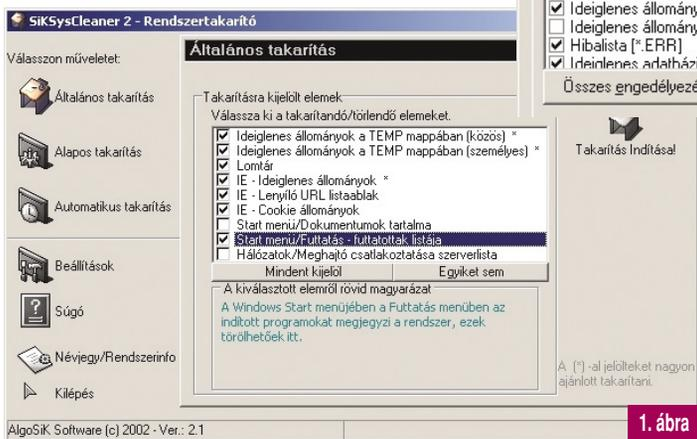 SiKSysCleaner 2 - Rendszertakarító
Válasszon műveletet:
Általános takarítás
Alapos takarítás
Automatikus takarítás
Beállítások
Súgó
Névjegy/Rendszerinfo
Kilépés
Általános takarítás
Takarításra kijelölt elemek
Válassza ki a takarítandó/törlendő elemeket.
Ideiglenes állományok a TEMP mappában (közös) *
Ideiglenes állományok a TEMP mappában (személyes) *
Lomtár
IE - Ideiglenes állományok *
IE - Lenyíló URL listaablak
IE - Cookie állományok
Start menü/Dokumentumok tartalma
Start menü/Futtatás - futtatottak listája
Hálózatok/Meghajtó csatlakoztatása szerverlista
Mindent kijelöl
Egyiket sem
A kiválasztott elemről rövid magyarázat
A Windows Start menüjében a Futtatás menüben az
indított programokat megjegyzi a rendszer, ezek
törölhetőek itt.
Ideiglenes állomány
Ideiglenes állomány
Hibalista [*.ERR]
Ideiglenes adatbázi
Összes engedélyezé
Takarítás Indítása!
A (*) -al jelölteket nagyon
ajánlott takarítani.
AlgoSiK Software (c) 2002 - Ver.: 2.1
1. ábra